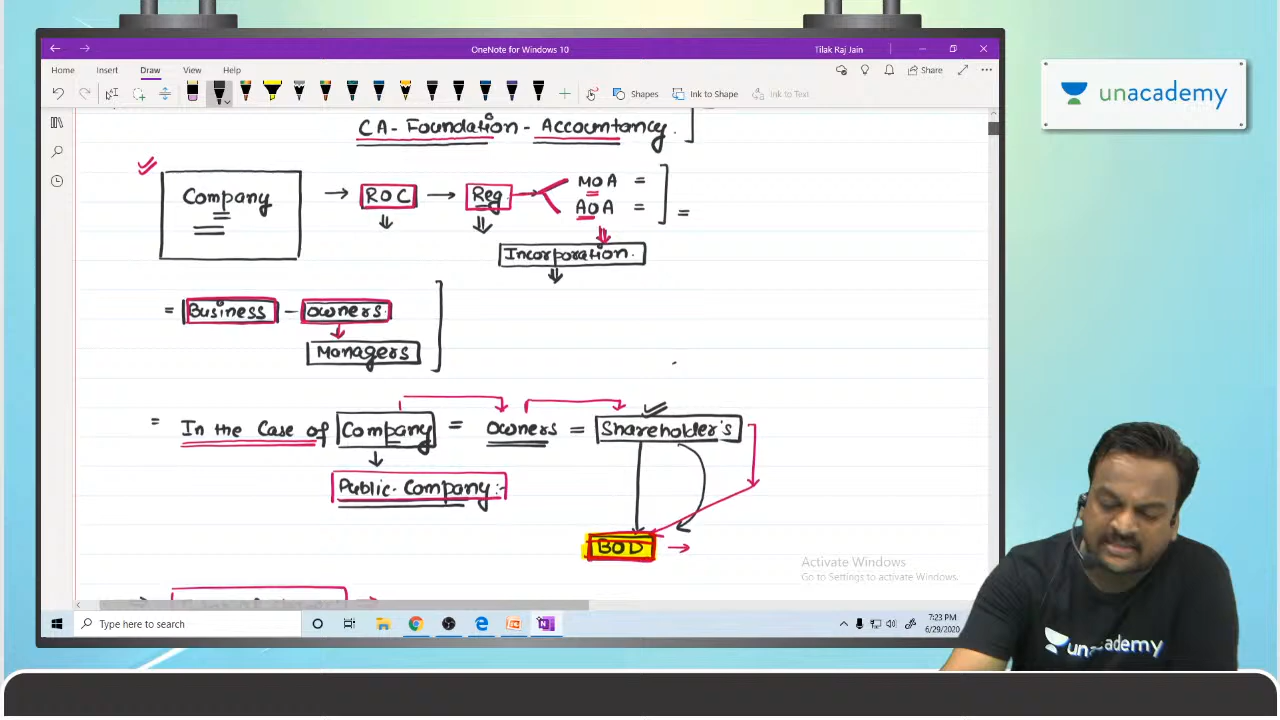 OneNote for Windows 10
Tilak Raj Jain
Home Insert Draw View Help
Share
Shapes
Ink to Shape
Ink to Text
unacademy
CA- Foundation - Accountancy.
Company → ROC → Reg → MOA =
AOA = =
Incorporation.
= Business - owners.
Managers
= In the Case of Company = owners = Shareholder's
Public Company :-
BOD →
Activate Windows
Go to Settings to activate Windows.
Type here to search
7:23 PM
6/29/2020
unacademy